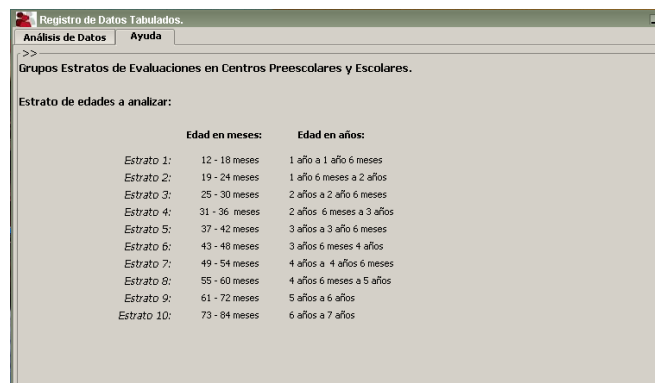 Registro de Datos Tabulados.
Análisis de Datos Ayuda
>>
Grupos Estratos de Evaluaciones en Centros Preescolares y Escolares.
Estrato de edades a analizar:
Edad en meses: Edad en años:
Estrato 1: 12 - 18 meses 1 año a 1 año 6 meses
Estrato 2: 19 - 24 meses 1 año 6 meses a 2 años
Estrato 3: 25 - 30 meses 2 años a 2 año 6 meses
Estrato 4: 31 - 36 meses 2 años 6 meses a 3 años
Estrato 5: 37 - 42 meses 3 años a 3 año 6 meses
Estrato 6: 43 - 48 meses 3 años 6 meses 4 años
Estrato 7: 49 - 54 meses 4 años a 4 años 6 meses
Estrato 8: 55 - 60 meses 4 años 6 meses a 5 años
Estrato 9: 61 - 72 meses 5 años a 6 años
Estrato 10: 73 - 84 meses 6 años a 7 años